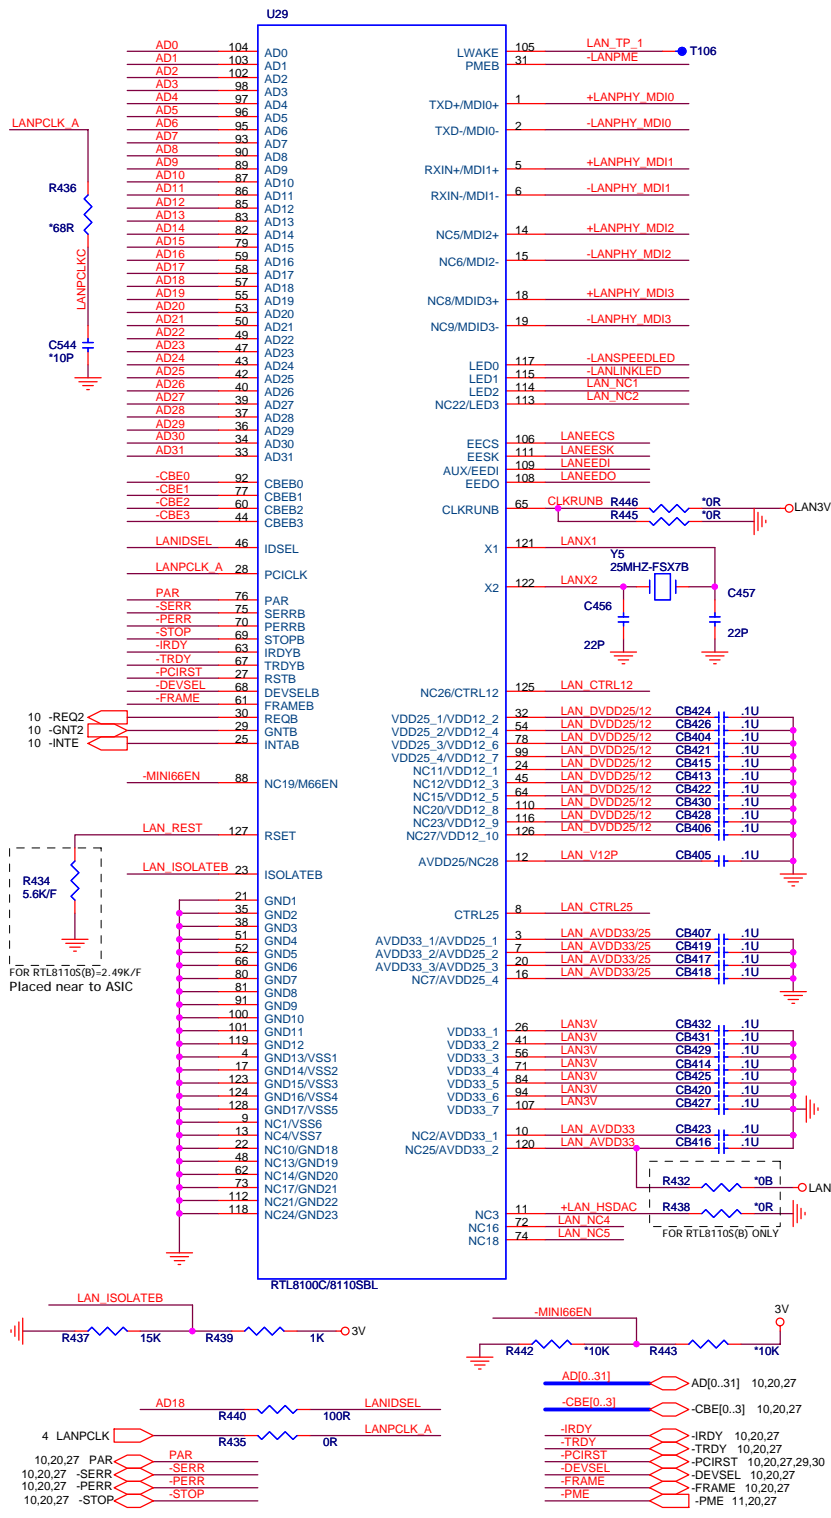 U29
AD0 104 AD0 LWAKE 105 LAN_TP_1 T106
AD1 103 AD1 PMEB 31 -LANPME
AD2 102 AD2
AD3 98 AD3
AD4 97 AD4 TXD+/MDI0+ 1 +LANPHY_MDI0
AD5 96 AD5
LANPCLK_A AD6 95 AD6 TXD-/MDI0- 2 -LANPHY_MDI0
AD7 93 AD7
AD8 90 AD8
AD9 89 AD9 RXIN+/MDI1+ 5 +LANPHY_MDI1
AD10 87 AD10
R436 AD11 86 AD11 RXIN-/MDI1- 6 -LANPHY_MDI1
AD12 85 AD12
AD13 83 AD13
*68R AD14 82 AD14 NC5/MDI2+ 14 +LANPHY_MDI2
AD15 79 AD15
AD16 59 AD16 NC6/MDI2- 15 -LANPHY_MDI2
LANPCLKC
AD17 58 AD17
AD18 57 AD18
AD19 55 AD19 NC8/MDID3+ 18 +LANPHY_MDI3
AD20 53 AD20
AD21 50 AD21 NC9/MDID3- 19 -LANPHY_MDI3
AD22 49 AD22
C544 AD23 47 AD23
*10P AD24 43 AD24 LED0 117 -LANSPEEDLED
AD25 42 AD25 LED1 115 -LANLINKLED
AD26 40 AD26 LED2 114 LAN_NC1
AD27 39 AD27 NC22/LED3 113 LAN_NC2
AD28 37 AD28
AD29 36 AD29
AD30 34 AD30 EECS 106 LANEECS
AD31 33 AD31 EESK 111 LANEESK
AUX/EEDI 109 LANEEDI
-CBE0 92 CBEB0 EEDO 108 LANEEDO
-CBE1 77 CBEB1
-CBE2 60 CBEB2 CLKRUNB 65 CLKRUNB R446 *0R LAN3V
-CBE3 44 CBEB3 R445 *0R
LANIDSEL 46 IDSEL X1 121 LANX1
Y5
25MHZ-FSX7B
LANPCLK_A 28 PCICLK
X2 122 LANX2
PAR 76 PAR C456 C457
-SERR 75 SERRB
-PERR 70 PERRB
-STOP 69 STOPB 22P 22P
-IRDY 63 IRDYB
-TRDY 67 TRDYB
-PCIRST 27 RSTB
-DEVSEL 68 DEVSELB NC26/CTRL12 125 LAN_CTRL12
-FRAME 61 FRAMEB
10 -REQ2 30 REQB VDD25_1/VDD12_2 32 LAN_DVDD25/12 CB424 .1U
10 -GNT2 29 GNTB VDD25_2/VDD12_4 54 LAN_DVDD25/12 CB426 .1U
10 -INTE 25 INTAB VDD25_3/VDD12_6 78 LAN_DVDD25/12 CB404 .1U
VDD25_4/VDD12_7 99 LAN_DVDD25/12 CB421 .1U
NC11/VDD12_1 24 LAN_DVDD25/12 CB415 .1U
-MINI66EN 88 NC19/M66EN NC12/VDD12_3 45 LAN_DVDD25/12 CB413 .1U
NC15/VDD12_5 64 LAN_DVDD25/12 CB422 .1U
NC20/VDD12_8 110 LAN_DVDD25/12 CB430 .1U
NC23/VDD12_9 116 LAN_DVDD25/12 CB428 .1U
LAN_REST 127 RSET NC27/VDD12_10 126 LAN_DVDD25/12 CB406 .1U
LAN_ISOLATEB 23 ISOLATEB AVDD25/NC28 12 LAN_V12P CB405 .1U
R434
5.6K/F
21 GND1
35 GND2 CTRL25 8 LAN_CTRL25
38 GND3
51 GND4 AVDD33_1/AVDD25_1 3 LAN_AVDD33/25 CB407 .1U
52 GND5 AVDD33_2/AVDD25_2 7 LAN_AVDD33/25 CB419 .1U
66 GND6 AVDD33_3/AVDD25_3 20 LAN_AVDD33/25 CB417 .1U
FOR RTL8110S(B)=2.49K/F
80 GND7 NC7/AVDD25_4 16 LAN_AVDD33/25 CB418 .1U
Placed near to ASIC
81 GND8
91 GND9
100 GND10
101 GND11 VDD33_1 26 LAN3V CB432 .1U
119 GND12 VDD33_2 41 LAN3V CB431 .1U
4 GND13/VSS1 VDD33_3 56 LAN3V CB429 .1U
17 GND14/VSS2 VDD33_4 71 LAN3V CB414 .1U
123 GND15/VSS3 VDD33_5 84 LAN3V CB425 .1U
124 GND16/VSS4 VDD33_6 94 LAN3V CB420 .1U
128 GND17/VSS5 VDD33_7 107 LAN3V CB427 .1U
9 NC1/VSS6
13 NC4/VSS7 NC2/AVDD33_1 10 LAN_AVDD33 CB423 .1U
22 NC10/GND18 NC25/AVDD33_2 120 LAN_AVDD33 CB416 .1U
48 NC13/GND19
62 NC14/GND20
73 NC17/GND21 R432 *0B LAN
112 NC21/GND22
118 NC24/GND23 NC3 11 +LAN_HSDAC R438 *0R
NC16 72 LAN_NC4
NC18 74 LAN_NC5
FOR RTL8110S(B) ONLY
RTL8100C/8110SBL
LAN_ISOLATEB
R437 15K R439 1K 3V
-MINI66EN 3V
R442 *10K R443 *10K
AD18 R440 100R LANIDSEL
4 LANPCLK R435 0R LANPCLK_A
10,20,27 PAR PAR
10,20,27 -SERR -SERR
10,20,27 -PERR -PERR
10,20,27 -STOP -STOP
AD[0..31] AD[0..31] 10,20,27
-CBE[0..3] -CBE[0..3] 10,20,27
-IRDY -IRDY 10,20,27
-TRDY -TRDY 10,20,27
-PCIRST -PCIRST 10,20,27,29,30
-DEVSEL -DEVSEL 10,20,27
-FRAME -FRAME 10,20,27
-PME -PME 11,20,27